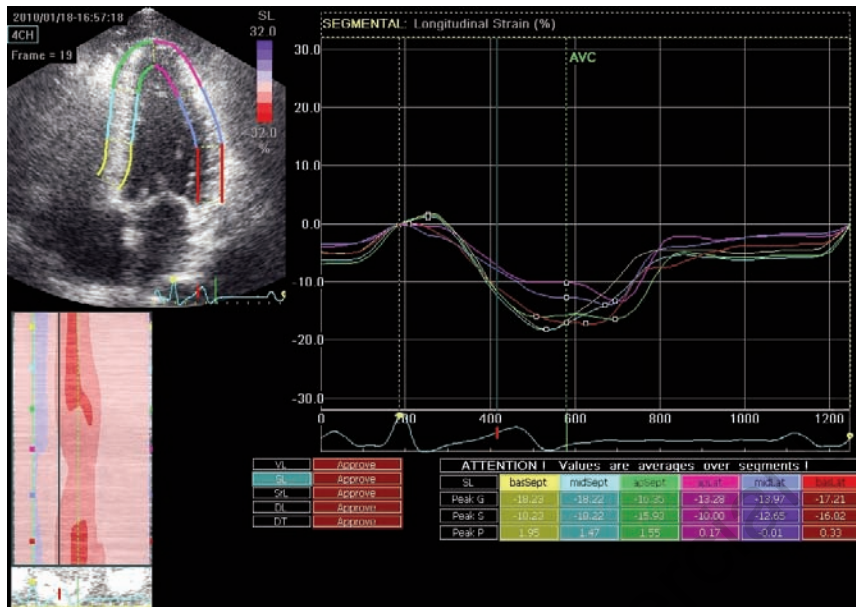 2010/01/18-16:57:18
4CH
Frame = 19
SL
32.0
-32.0
%
SEGMENTAL: Longitudinal Strain (%)
AVC
30.0
20.0
10.0
0.0
-10.0
-20.0
-30.0
0
200
400
600
800
1000
1200
VL Approve
SL Approve
SrL Approve
DL Approve
DT Approve
ATTENTION ! Values are averages over segments !
SL basSept midSept apSept apLat midLat basLat
Peak G -18.23 -18.22 -16.35 -13.28 -13.97 -17.21
Peak S -18.23 -18.22 -15.93 -10.00 -12.65 -16.82
Peak P 1.95 1.47 1.55 0.17 -0.01 0.33